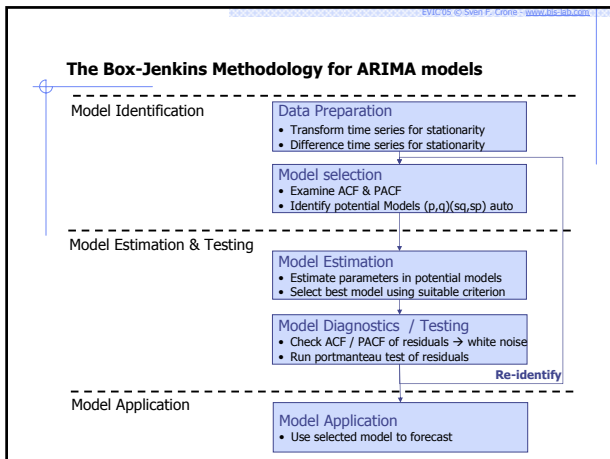 EVIC'05 © Sven F. Crone - www.bis-lab.com
The Box-Jenkins Methodology for ARIMA models
Model Identification
Data Preparation
• Transform time series for stationarity
• Difference time series for stationarity
Model selection
• Examine ACF & PACF
• Identify potential Models (p,q)(sq,sp) auto
Model Estimation & Testing
Model Estimation
• Estimate parameters in potential models
• Select best model using suitable criterion
Model Diagnostics / Testing
• Check ACF / PACF of residuals → white noise
• Run portmanteau test of residuals
Re-identify
Model Application
Model Application
• Use selected model to forecast